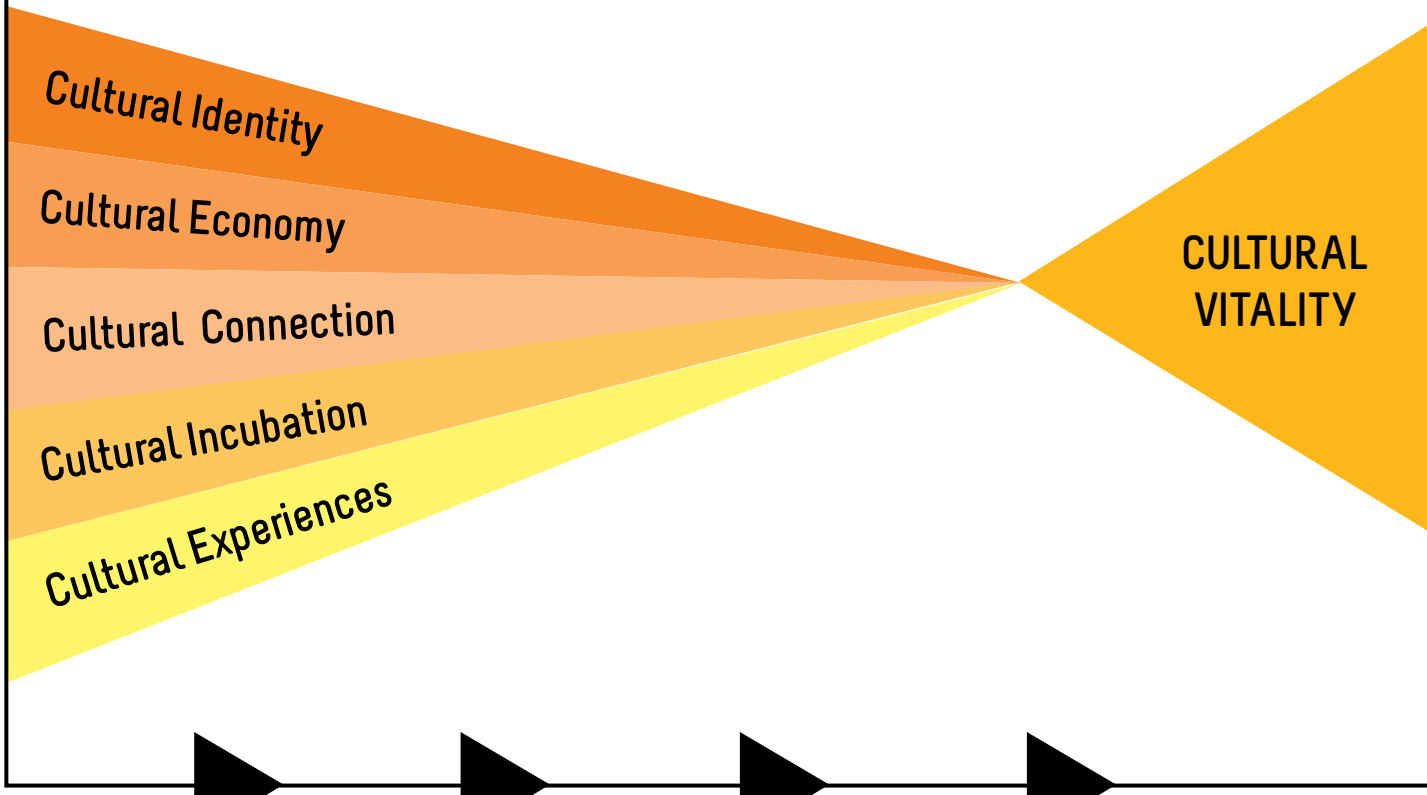 Cultural Identity
Cultural Economy
Cultural Connection
Cultural Incubation
Cultural Experiences
CULTURAL
VITALITY